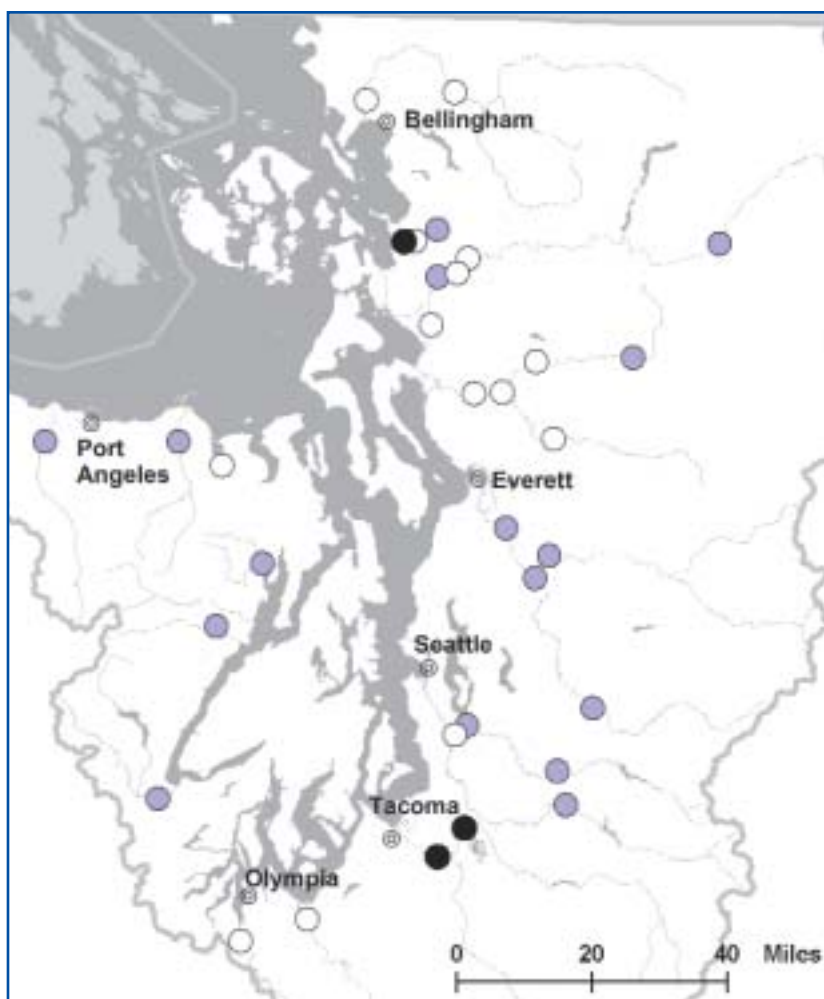 Bellingham
Port
Angeles
Everett
Seattle
Tacoma
Olympia
0 20 40 Miles